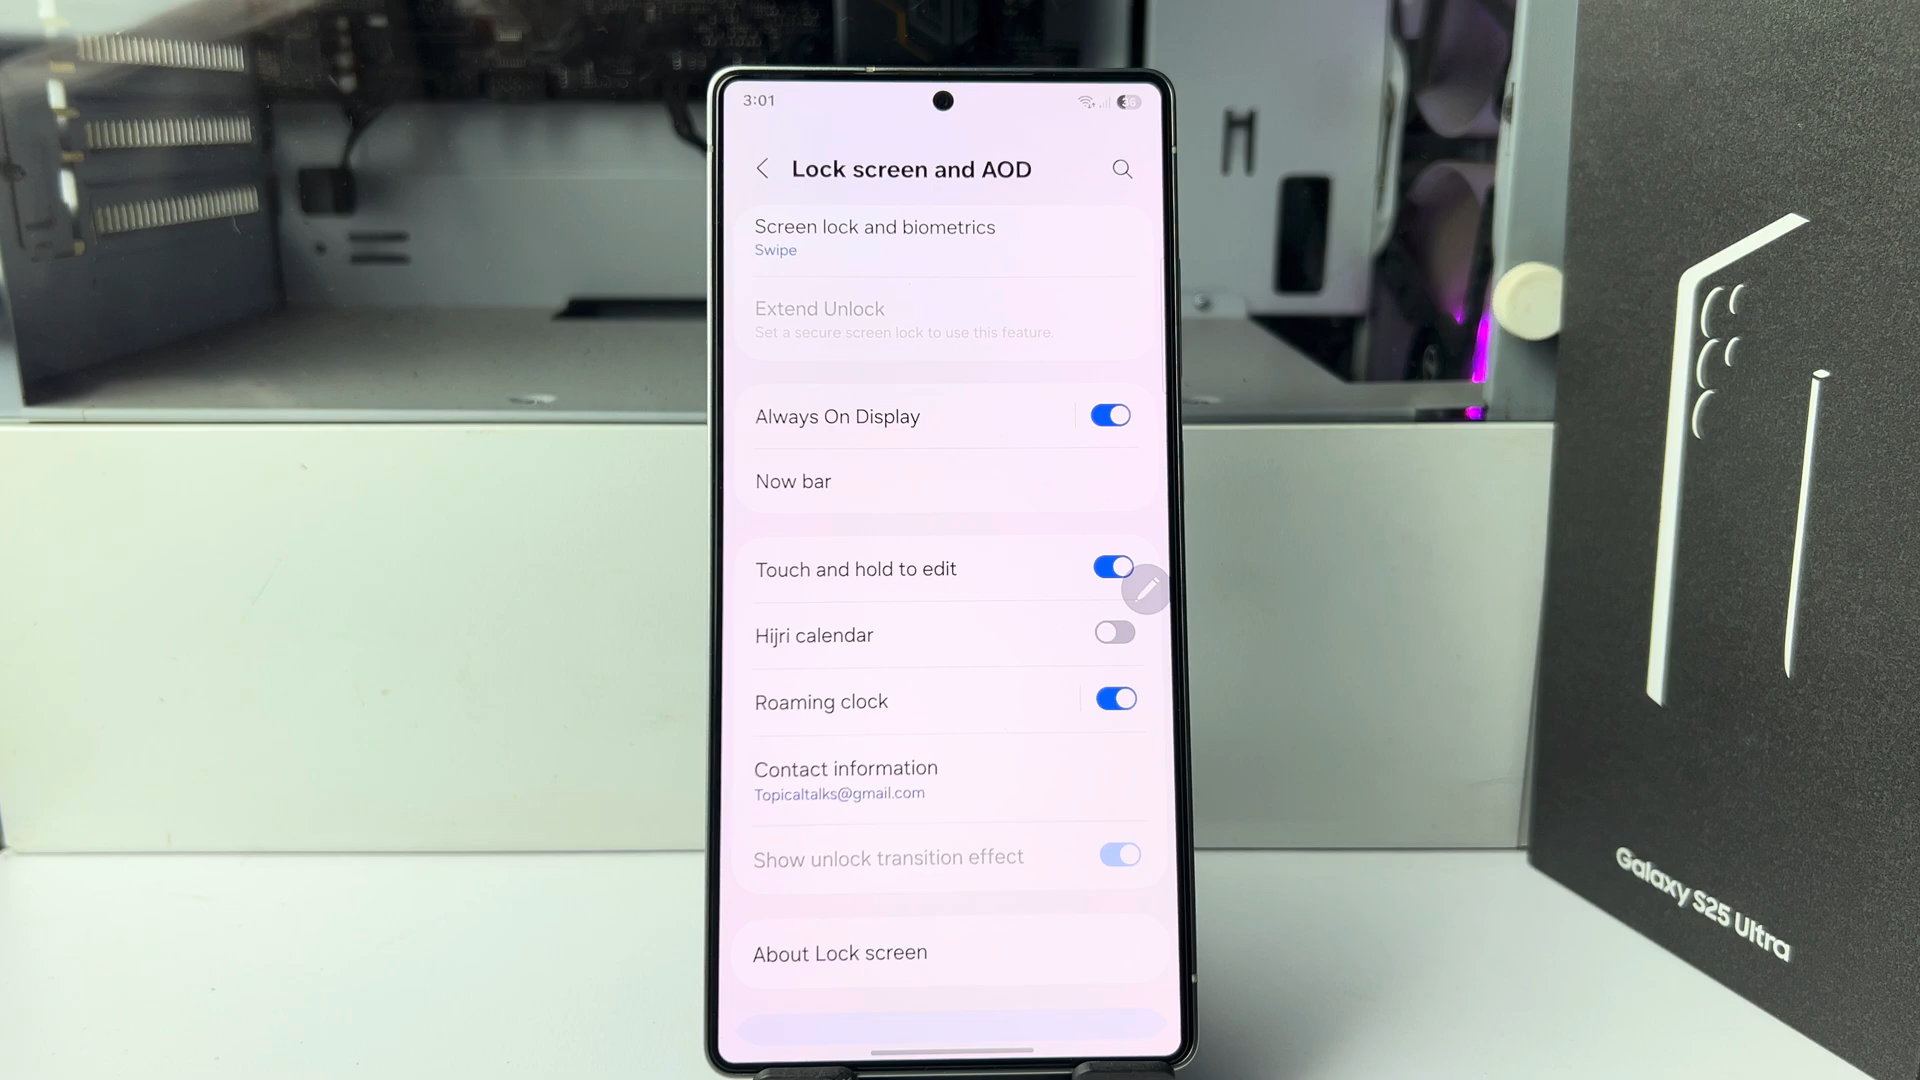 3:01
35
Lock screen and AOD
Screen lock and biometrics
Swipe
Extend Unlock
Set a secure screen lock to use this feature.
Always On Display
Now bar
Touch and hold to edit
Hijri calendar
Roaming clock
Contact information
Topicaltalks@gmail.com
Show unlock transition effect
About Lock screen
Galaxy S25 Ultra